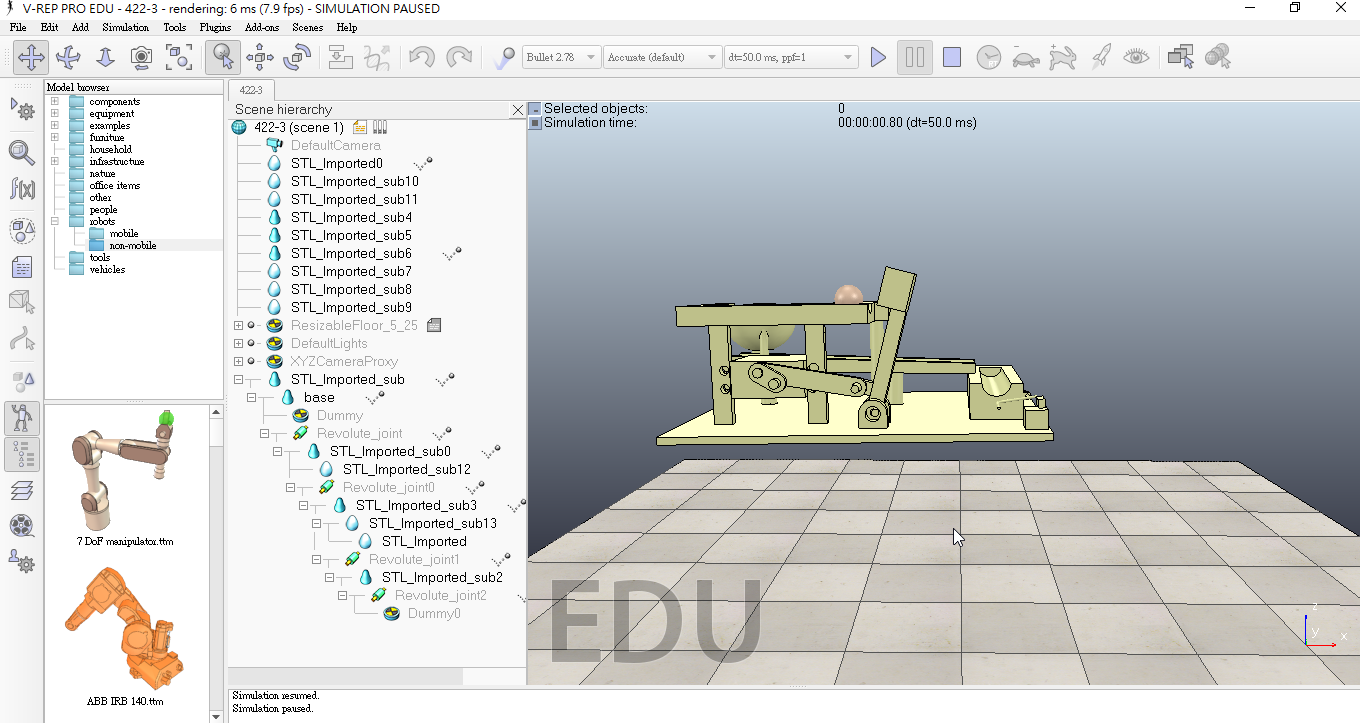 V-REP PRO EDU - 422-3 - rendering: 6 ms (7.9 fps) - SIMULATION PAUSED
File Edit Add Simulation Tools Plugins Add-ons Scenes Help
Bullet 2.78 Accurate (default) dt=50.0 ms, ppf=1
Model browser
components
equipment
examples
furniture
household
infrastructure
nature
office items
other
people
robots
mobile
non-mobile
tools
vehicles
7 DoF manipulator.ttm
ABB IRB 140.ttm
422-3
Scene hierarchy
422-3 (scene 1)
DefaultCamera
STL_Imported0
STL_Imported_sub10
STL_Imported_sub11
STL_Imported_sub4
STL_Imported_sub5
STL_Imported_sub6
STL_Imported_sub7
STL_Imported_sub8
STL_Imported_sub9
ResizableFloor_5_25
DefaultLights
XYZCameraProxy
STL_Imported_sub
base
Dummy
Revolute_joint
STL_Imported_sub0
STL_Imported_sub12
Revolute_joint0
STL_Imported_sub3
STL_Imported_sub13
STL_Imported
Revolute_joint1
STL_Imported_sub2
Revolute_joint2
Dummy0
Selected objects: 0
Simulation time: 00:00:00.80 (dt=50.0 ms)
EDU
z
y
x
f(x)
Simulation resumed.
Simulation paused.